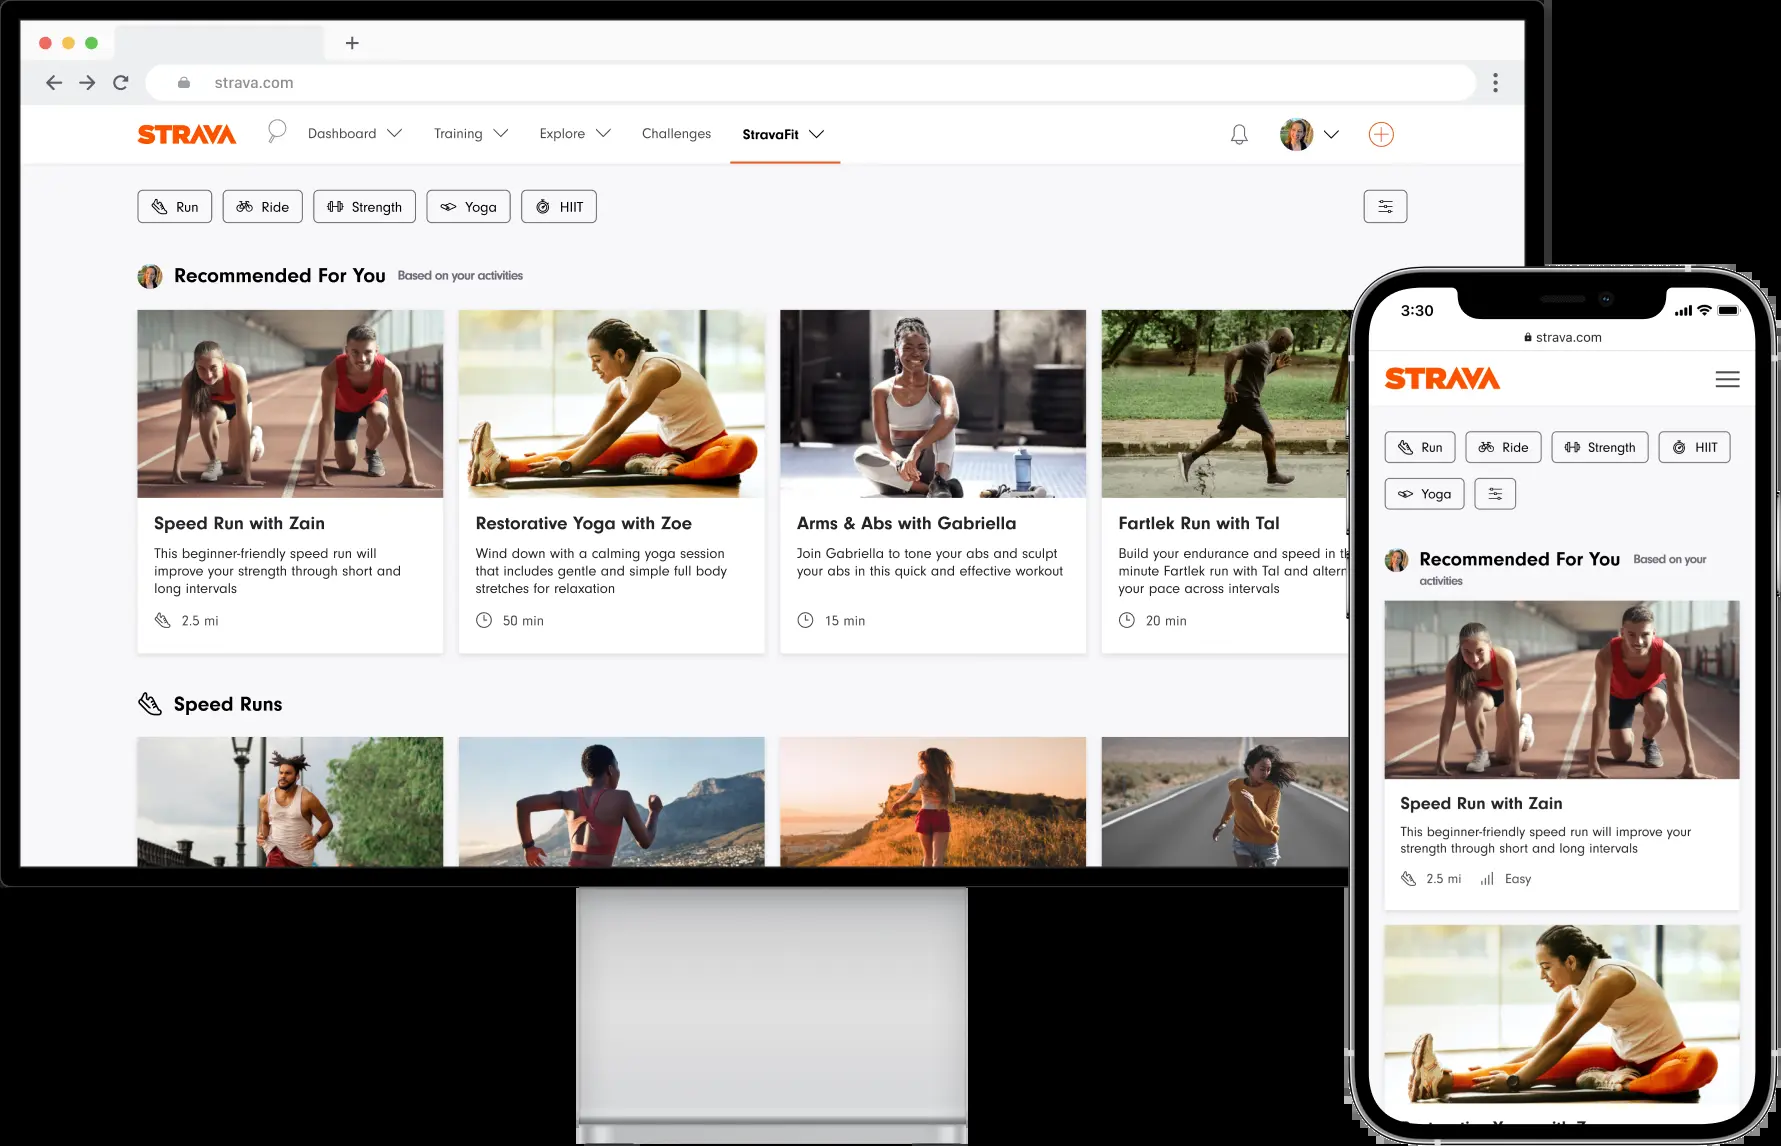 strava.com
STRAVA
Dashboard
Training
Explore
Challenges
StravaFit
Run
Ride
Strength
Yoga
HIIT
Recommended For You
Based on your activities
Speed Run with Zain
This beginner-friendly speed run will
improve your strength through short and
long intervals
2.5 mi
Restorative Yoga with Zoe
Wind down with a calming yoga session
that includes gentle and simple full body
stretches for relaxation
50 min
Arms & Abs with Gabriella
Join Gabriella to tone your abs and sculpt
your abs in this quick and effective workout
15 min
Fartlek Run with Tal
Build your endurance and speed in
minute Fartlek run with Tal and
your pace across intervals
20 min
Speed Runs
3:30
strava.com
STRAVA
Run
Ride
Strength
HIIT
Yoga
Recommended For You
Based on your
activities
Speed Run with Zain
This beginner-friendly speed run will improve your
strength through short and long intervals
2.5 mi
Easy